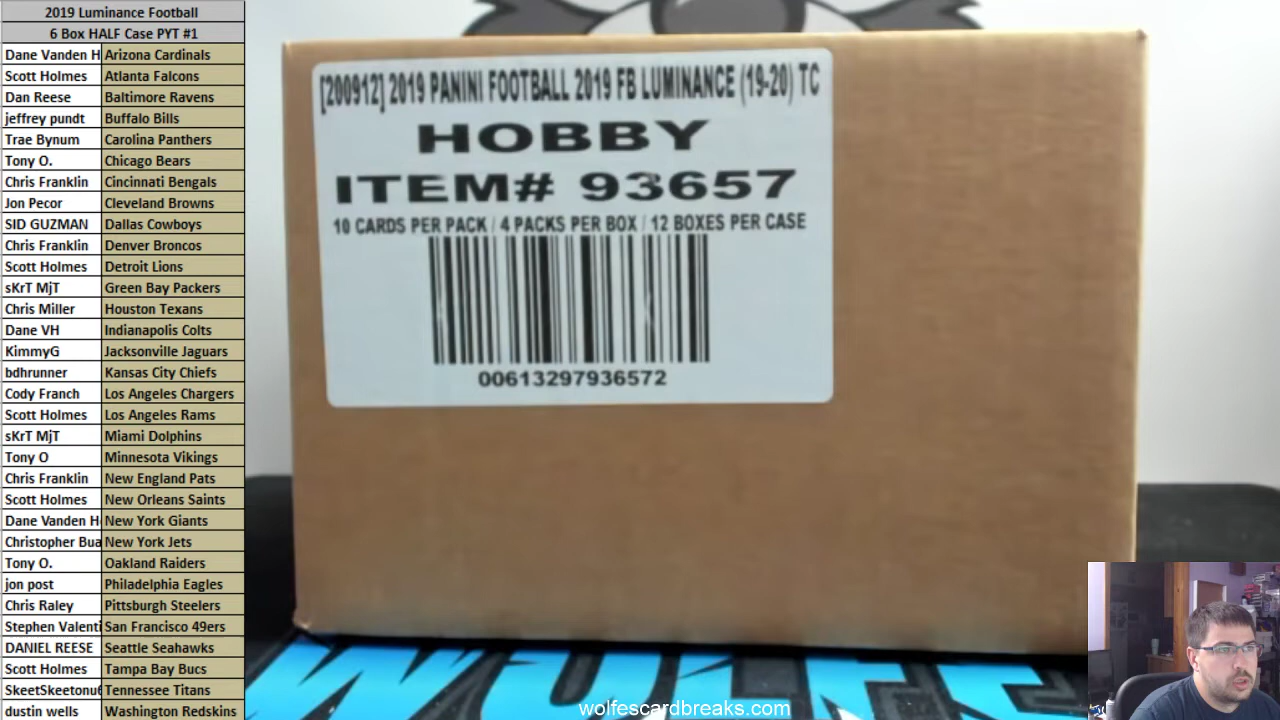 2019 Luminance Football
6 Box HALF Case PYT #1
Dane Vanden H Arizona Cardinals
Scott Holmes Atlanta Falcons
Dan Reese Baltimore Ravens
jeffrey pundt Buffalo Bills
Trae Bynum Carolina Panthers
Tony O. Chicago Bears
Chris Franklin Cincinnati Bengals
Jon Pecor Cleveland Browns
SID GUZMAN Dallas Cowboys
Chris Franklin Denver Broncos
Scott Holmes Detroit Lions
sKrT MjT Green Bay Packers
Chris Miller Houston Texans
Dane VH Indianapolis Colts
KimmyG Jacksonville Jaguars
bdhrunner Kansas City Chiefs
Cody Franch Los Angeles Chargers
Scott Holmes Los Angeles Rams
sKrT MjT Miami Dolphins
Tony O Minnesota Vikings
Chris Franklin New England Pats
Scott Holmes New Orleans Saints
Dane Vanden H New York Giants
Christopher Bua New York Jets
Tony O. Oakland Raiders
jon post Philadelphia Eagles
Chris Raley Pittsburgh Steelers
Stephen Valenti San Francisco 49ers
DANIEL REESE Seattle Seahawks
Scott Holmes Tampa Bay Bucs
SkeetSkeetonu Tennessee Titans
dustin wells Washington Redskins
[200912] 2019 PANINI FOOTBALL 2019 FB LUMINANCE (19-20) TC
HOBBY
ITEM# 93657
10 CARDS PER PACK / 4 PACKS PER BOX / 12 BOXES PER CASE
00613297936572
WOLFE
wolfescardbreaks.com